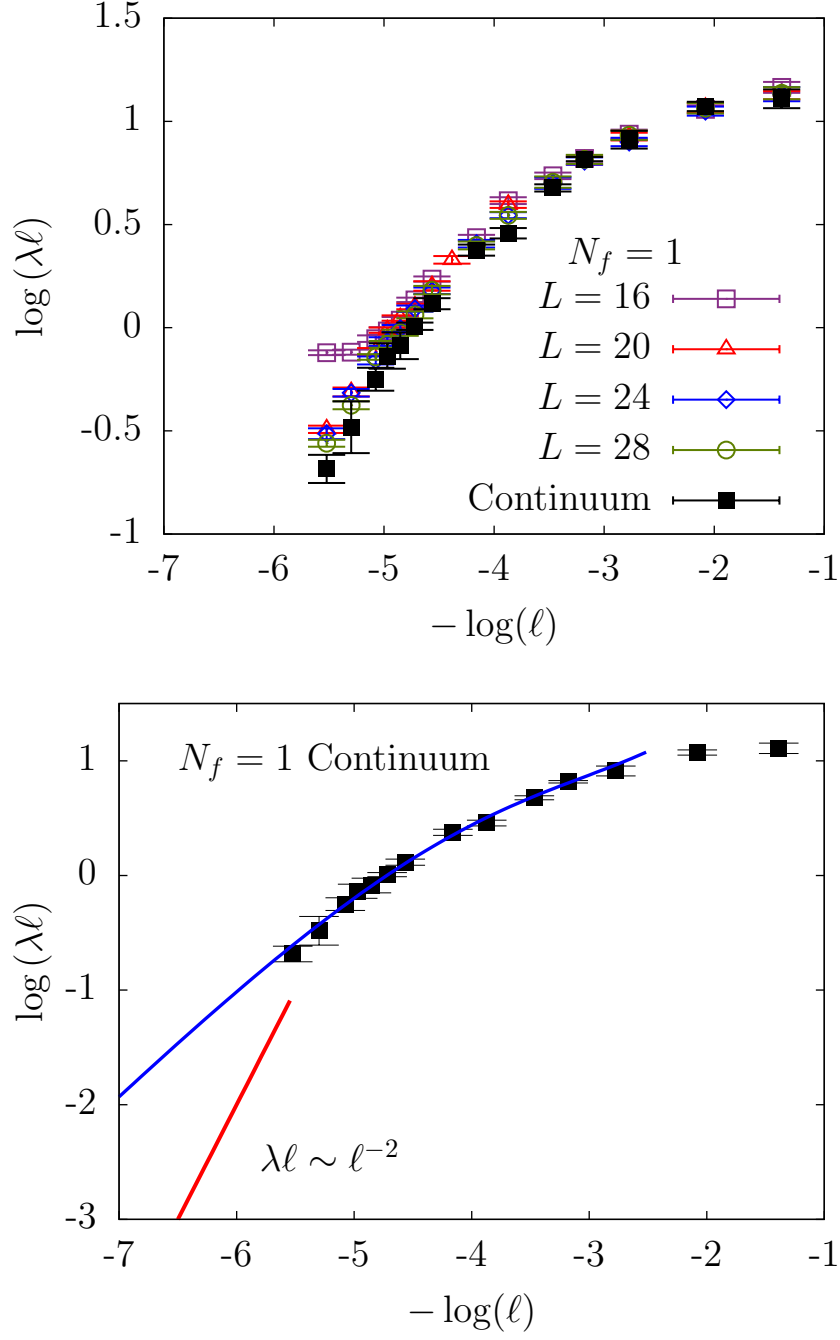 1.5
1
0.5
0
-0.5
-1
log (λℓ)
N_f = 1
L = 16
L = 20
L = 24
L = 28
Continuum
-7 -6 -5 -4 -3 -2 -1
− log(ℓ)
N_f = 1 Continuum
1
0
-1
-2
-3
log (λℓ)
λℓ ∼ ℓ⁻²
-7 -6 -5 -4 -3 -2 -1
− log(ℓ)